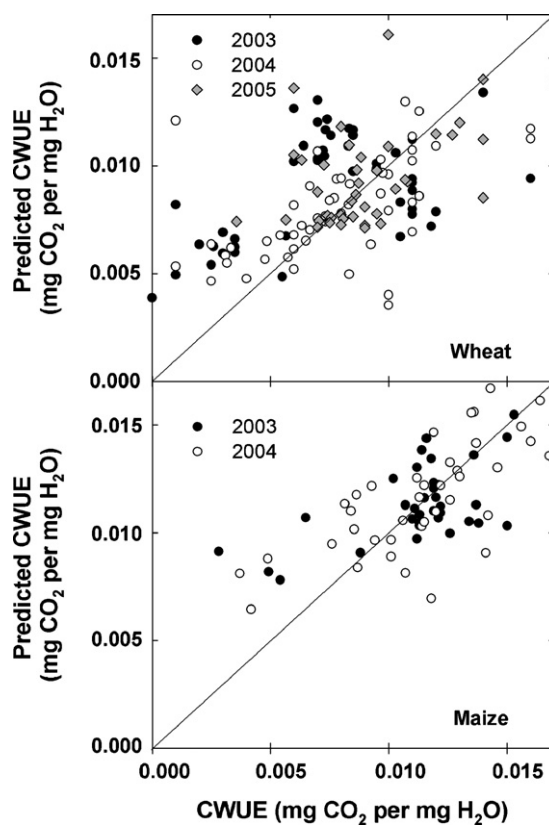 0.015
2003
2004
2005
0.010
Predicted CWUE
(mg CO₂ per mg H₂O)
0.005
Wheat
0.000
0.015
2003
2004
0.010
Predicted CWUE
(mg CO₂ per mg H₂O)
0.005
Maize
0.000
0.000 0.005 0.010 0.015
CWUE (mg CO₂ per mg H₂O)